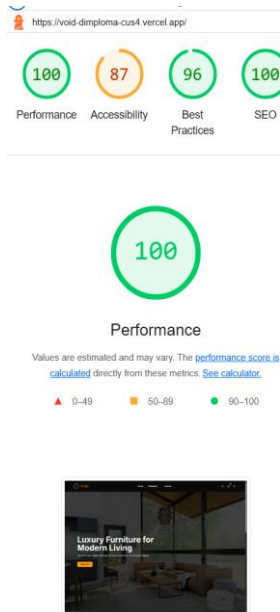 https://void-dimploma-cus4.vercel.app/
100
87
96
100
Performance
Accessibility
Best
Practices
SEO
100
Performance
Values are estimated and may vary. The performance score is
calculated directly from these metrics. See calculator.
0–49
50–89
90–100
Luxury Furniture for
Modern Living